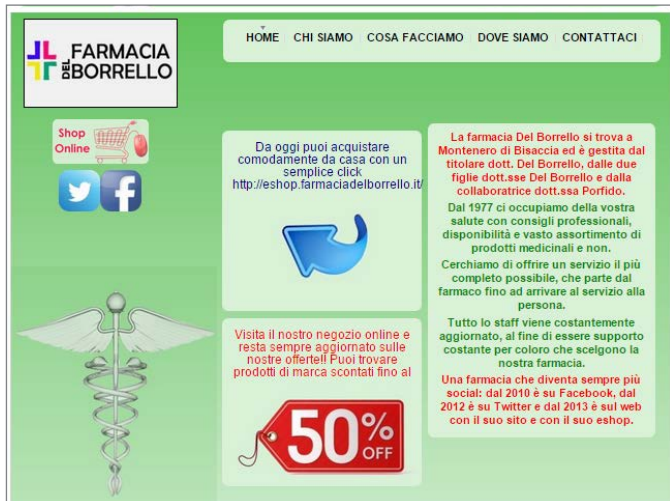 FARMACIA
DEL BORRELLO
HOME CHI SIAMO COSA FACCIAMO DOVE SIAMO CONTATTACI
Shop
Online
Da oggi puoi acquistare
comodamente da casa con un
semplice click
http://eshop.farmaciadelborrello.it/
Visita il nostro negozio online e
resta sempre aggiornato sulle
nostre offerte!! Puoi trovare
prodotti di marca scontati fino al
50%
OFF
La farmacia Del Borrello si trova a
Montenero di Bisaccia ed è gestita dal
titolare dott. Del Borrello, dalle due
figlie dott.sse Del Borrello e dalla
collaboratrice dott.ssa Porfido.
Dal 1977 ci occupiamo della vostra
salute con consigli professionali,
disponibilità e vasto assortimento di
prodotti medicinali e non.
Cerchiamo di offrire un servizio il più
completo possibile, che parte dal
farmaco fino ad arrivare al servizio alla
persona.
Tutto lo staff viene costantemente
aggiornato, al fine di essere supporto
costante per coloro che scelgono la
nostra farmacia.
Una farmacia che diventa sempre più
social: dal 2010 è su Facebook, dal
2012 è su Twitter e dal 2013 è sul web
con il suo sito e con il suo eshop.